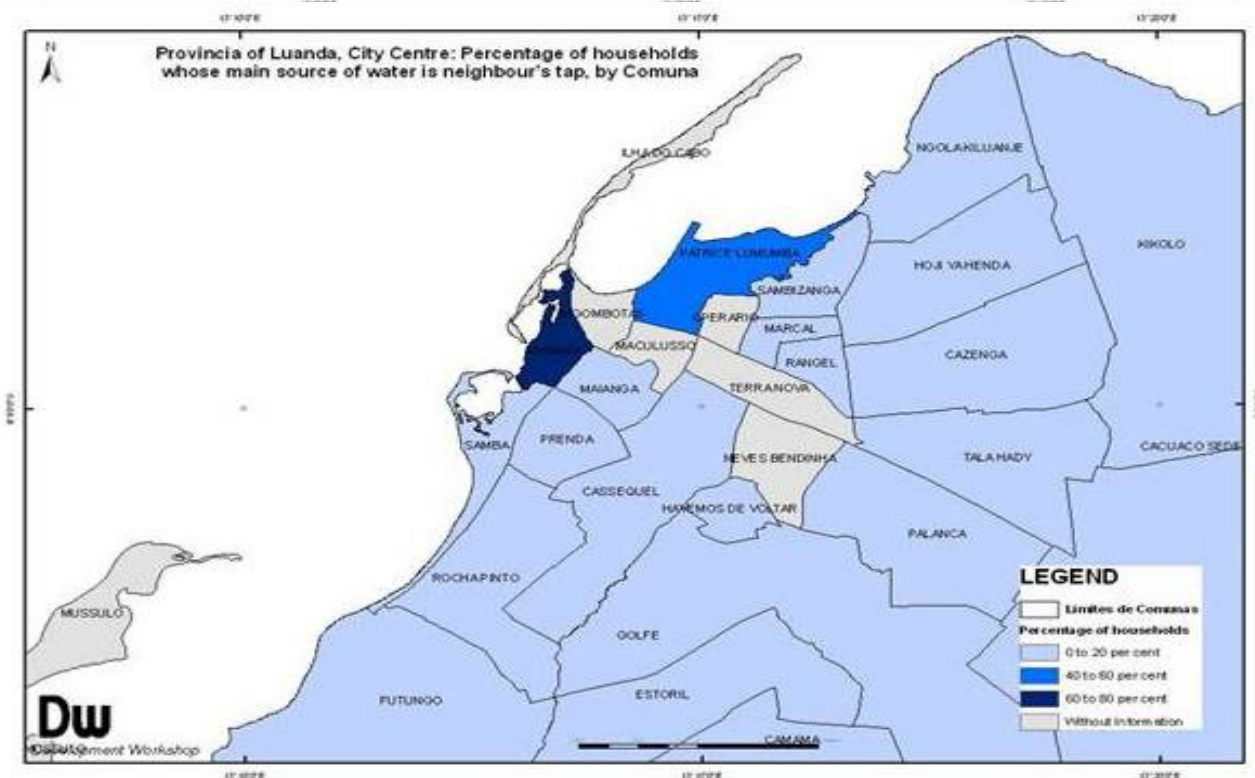 N
Provincia of Luanda, City Centre: Percentage of households
whose main source of water is neighbour's tap, by Comuna
ILHA DO CABO
NGOLAKILUANJE
KIKOLO
PATRICE LUMUMBA
HOJI YAHENDA
SAMBIZANGA
OPERARIO
MARCAL
MACULUSSO
RANGEL
CAZENGA
MAIANGA
TERRA NOVA
SAMBA
PRENDA
NEVES BENDINHA
TALA HADY
CACUACO SEDE
CASSEQUEL
HAVEMOS DE VOLTAR
PALANCA
ROCHAPINTO
MUSSULO
GOLFE
FUTUNGO
ESTORIL
CAMAMA
LEGEND
Limites de Comunas
Percentage of households
0 to 20 per cent
40 to 60 per cent
60 to 80 per cent
Without Information
Dw
Development Workshop